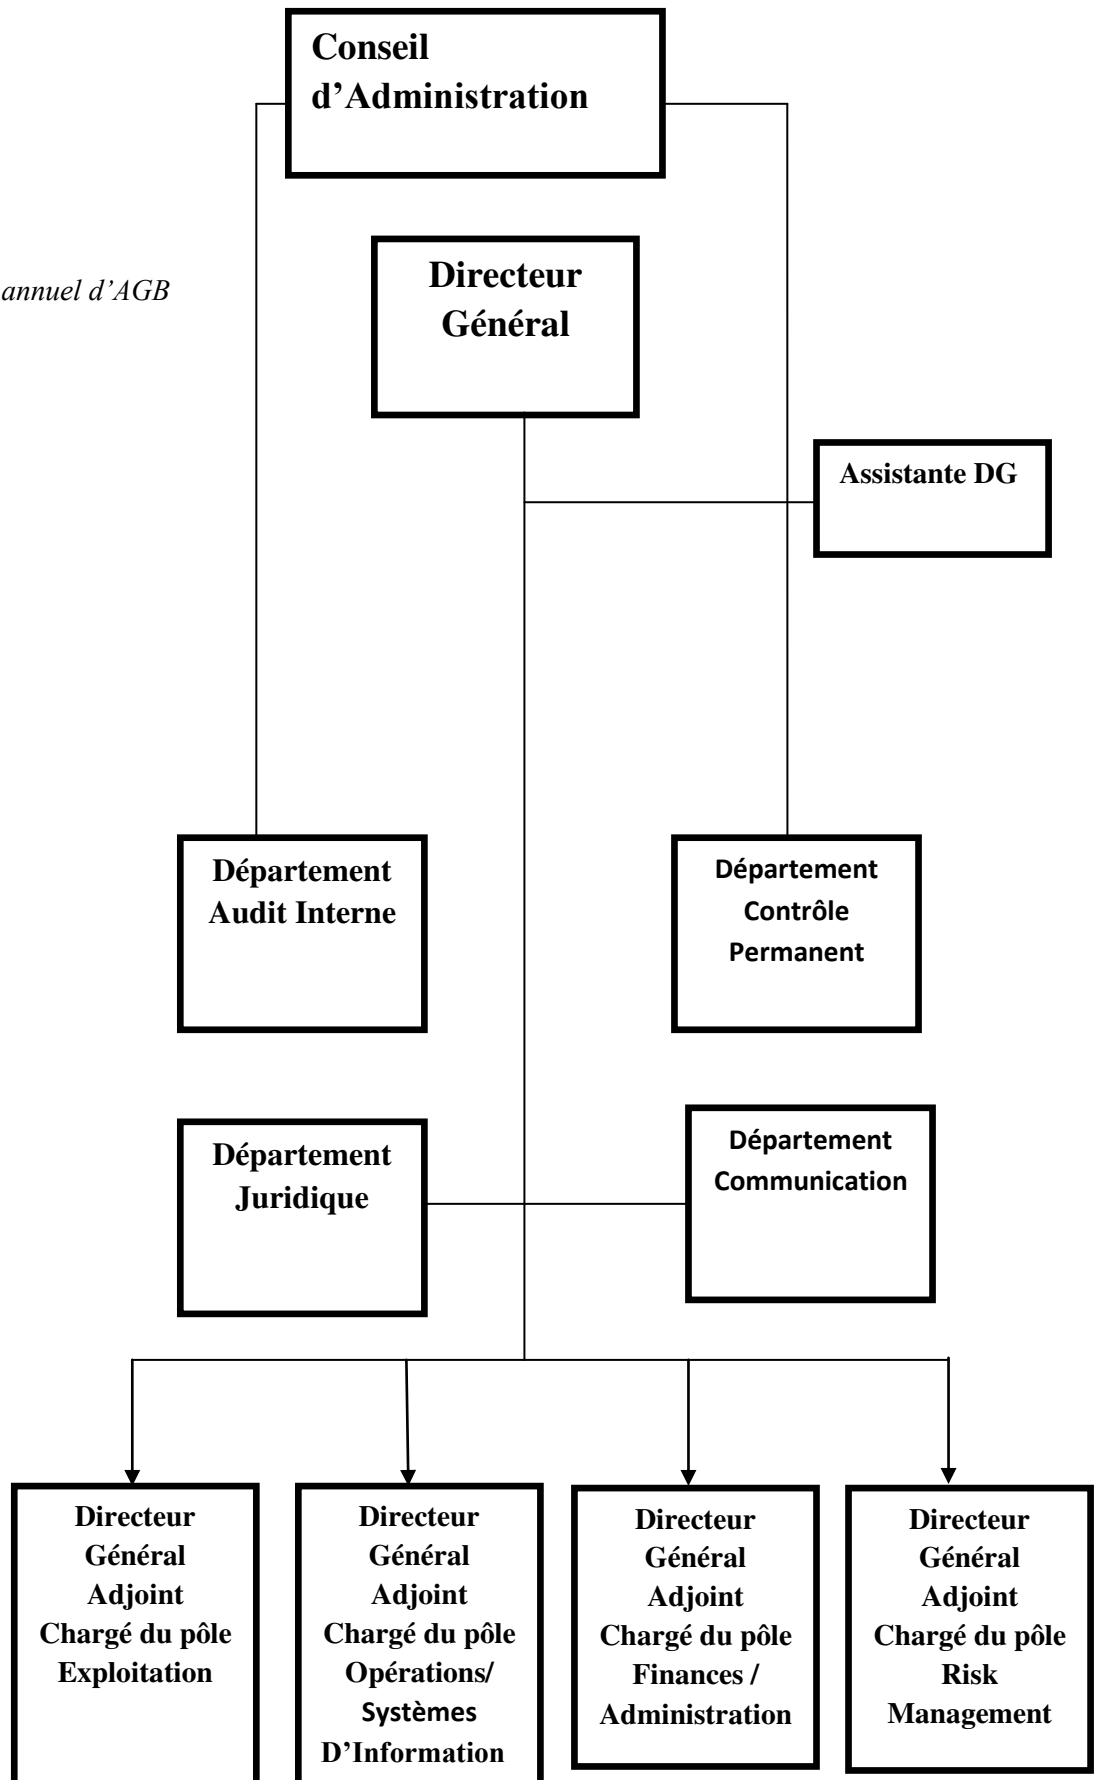 Conseil
d’Administration
Directeur
Général
annuel d’AGB
Assistante DG
Département
Audit Interne
Département
Contrôle
Permanent
Département
Juridique
Département
Communication
Directeur
Général
Adjoint
Chargé du pôle
Exploitation
Directeur
Général
Adjoint
Chargé du pôle
Opérations/
Systèmes
D’Information
Directeur
Général
Adjoint
Chargé du pôle
Finances /
Administration
Directeur
Général
Adjoint
Chargé du pôle
Risk
Management